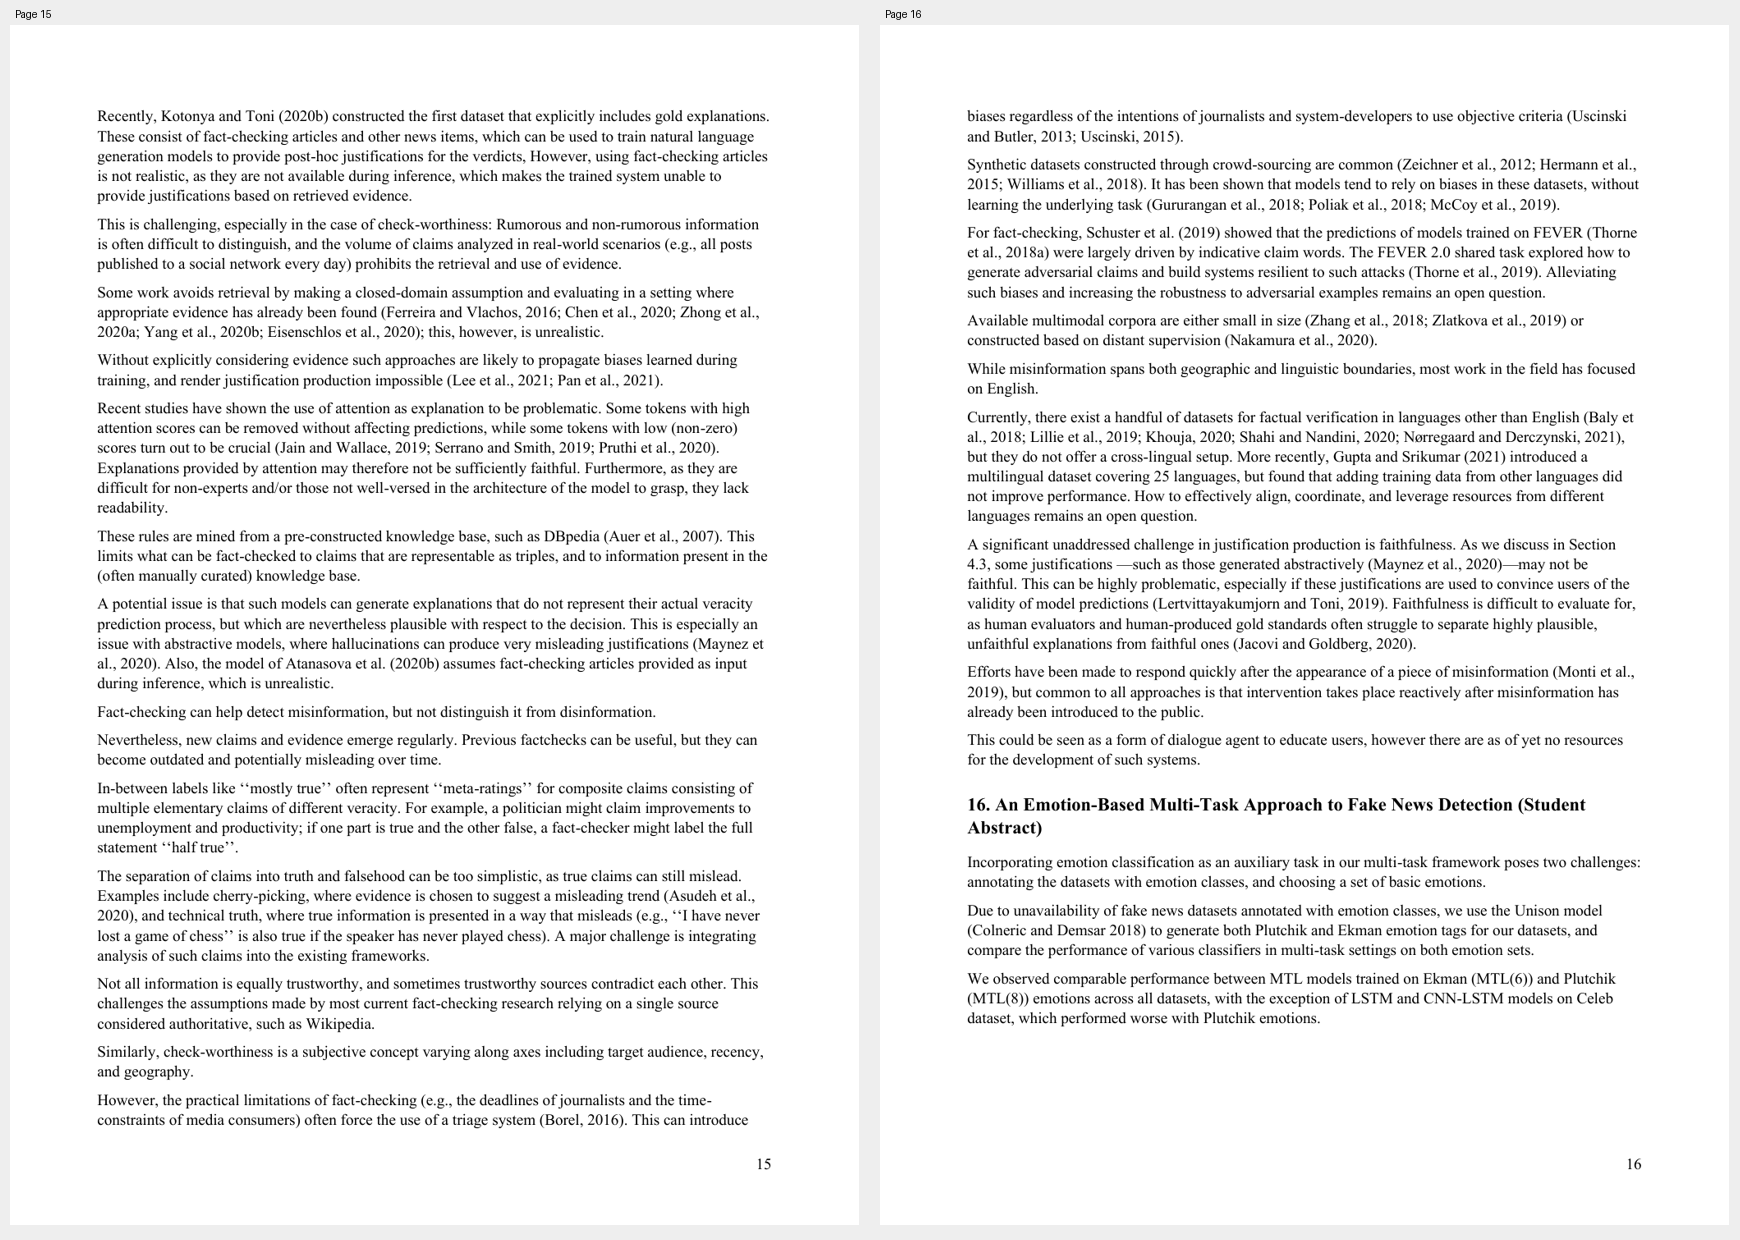 Page 15
Recently, Kotonya and Toni (2020b) constructed the first dataset that explicitly includes gold explanations.
These consist of fact-checking articles and other news items, which can be used to train natural language
generation models to provide post-hoc justifications for the verdicts, However, using fact-checking articles
is not realistic, as they are not available during inference, which makes the trained system unable to
provide justifications based on retrieved evidence.
This is challenging, especially in the case of check-worthiness: Rumorous and non-rumorous information
is often difficult to distinguish, and the volume of claims analyzed in real-world scenarios (e.g., all posts
published to a social network every day) prohibits the retrieval and use of evidence.
Some work avoids retrieval by making a closed-domain assumption and evaluating in a setting where
appropriate evidence has already been found (Ferreira and Vlachos, 2016; Chen et al., 2020; Zhong et al.,
2020a; Yang et al., 2020b; Eisenschlos et al., 2020); this, however, is unrealistic.
Without explicitly considering evidence such approaches are likely to propagate biases learned during
training, and render justification production impossible (Lee et al., 2021; Pan et al., 2021).
Recent studies have shown the use of attention as explanation to be problematic. Some tokens with high
attention scores can be removed without affecting predictions, while some tokens with low (non-zero)
scores turn out to be crucial (Jain and Wallace, 2019; Serrano and Smith, 2019; Pruthi et al., 2020).
Explanations provided by attention may therefore not be sufficiently faithful. Furthermore, as they are
difficult for non-experts and/or those not well-versed in the architecture of the model to grasp, they lack
readability.
These rules are mined from a pre-constructed knowledge base, such as DBpedia (Auer et al., 2007). This
limits what can be fact-checked to claims that are representable as triples, and to information present in the
(often manually curated) knowledge base.
A potential issue is that such models can generate explanations that do not represent their actual veracity
prediction process, but which are nevertheless plausible with respect to the decision. This is especially an
issue with abstractive models, where hallucinations can produce very misleading justifications (Maynez et
al., 2020). Also, the model of Atanasova et al. (2020b) assumes fact-checking articles provided as input
during inference, which is unrealistic.
Fact-checking can help detect misinformation, but not distinguish it from disinformation.
Nevertheless, new claims and evidence emerge regularly. Previous factchecks can be useful, but they can
become outdated and potentially misleading over time.
In-between labels like ‘‘mostly true’’ often represent ‘‘meta-ratings’’ for composite claims consisting of
multiple elementary claims of different veracity. For example, a politician might claim improvements to
unemployment and productivity; if one part is true and the other false, a fact-checker might label the full
statement ‘‘half true’’.
The separation of claims into truth and falsehood can be too simplistic, as true claims can still mislead.
Examples include cherry-picking, where evidence is chosen to suggest a misleading trend (Asudeh et al.,
2020), and technical truth, where true information is presented in a way that misleads (e.g., ‘‘I have never
lost a game of chess’’ is also true if the speaker has never played chess). A major challenge is integrating
analysis of such claims into the existing frameworks.
Not all information is equally trustworthy, and sometimes trustworthy sources contradict each other. This
challenges the assumptions made by most current fact-checking research relying on a single source
considered authoritative, such as Wikipedia.
Similarly, check-worthiness is a subjective concept varying along axes including target audience, recency,
and geography.
However, the practical limitations of fact-checking (e.g., the deadlines of journalists and the time-
constraints of media consumers) often force the use of a triage system (Borel, 2016). This can introduce
15
Page 16
biases regardless of the intentions of journalists and system-developers to use objective criteria (Uscinski
and Butler, 2013; Uscinski, 2015).
Synthetic datasets constructed through crowd-sourcing are common (Zeichner et al., 2012; Hermann et al.,
2015; Williams et al., 2018). It has been shown that models tend to rely on biases in these datasets, without
learning the underlying task (Gururangan et al., 2018; Poliak et al., 2018; McCoy et al., 2019).
For fact-checking, Schuster et al. (2019) showed that the predictions of models trained on FEVER (Thorne
et al., 2018a) were largely driven by indicative claim words. The FEVER 2.0 shared task explored how to
generate adversarial claims and build systems resilient to such attacks (Thorne et al., 2019). Alleviating
such biases and increasing the robustness to adversarial examples remains an open question.
Available multimodal corpora are either small in size (Zhang et al., 2018; Zlatkova et al., 2019) or
constructed based on distant supervision (Nakamura et al., 2020).
While misinformation spans both geographic and linguistic boundaries, most work in the field has focused
on English.
Currently, there exist a handful of datasets for factual verification in languages other than English (Baly et
al., 2018; Lillie et al., 2019; Khouja, 2020; Shahi and Nandini, 2020; Nørregaard and Derczynski, 2021),
but they do not offer a cross-lingual setup. More recently, Gupta and Srikumar (2021) introduced a
multilingual dataset covering 25 languages, but found that adding training data from other languages did
not improve performance. How to effectively align, coordinate, and leverage resources from different
languages remains an open question.
A significant unaddressed challenge in justification production is faithfulness. As we discuss in Section
4.3, some justifications —such as those generated abstractively (Maynez et al., 2020)—may not be
faithful. This can be highly problematic, especially if these justifications are used to convince users of the
validity of model predictions (Lertvittayakumjorn and Toni, 2019). Faithfulness is difficult to evaluate for,
as human evaluators and human-produced gold standards often struggle to separate highly plausible,
unfaithful explanations from faithful ones (Jacovi and Goldberg, 2020).
Efforts have been made to respond quickly after the appearance of a piece of misinformation (Monti et al.,
2019), but common to all approaches is that intervention takes place reactively after misinformation has
already been introduced to the public.
This could be seen as a form of dialogue agent to educate users, however there are as of yet no resources
for the development of such systems.
16. An Emotion-Based Multi-Task Approach to Fake News Detection (Student
Abstract)
Incorporating emotion classification as an auxiliary task in our multi-task framework poses two challenges:
annotating the datasets with emotion classes, and choosing a set of basic emotions.
Due to unavailability of fake news datasets annotated with emotion classes, we use the Unison model
(Colneric and Demsar 2018) to generate both Plutchik and Ekman emotion tags for our datasets, and
compare the performance of various classifiers in multi-task settings on both emotion sets.
We observed comparable performance between MTL models trained on Ekman (MTL(6)) and Plutchik
(MTL(8)) emotions across all datasets, with the exception of LSTM and CNN-LSTM models on Celeb
dataset, which performed worse with Plutchik emotions.
16